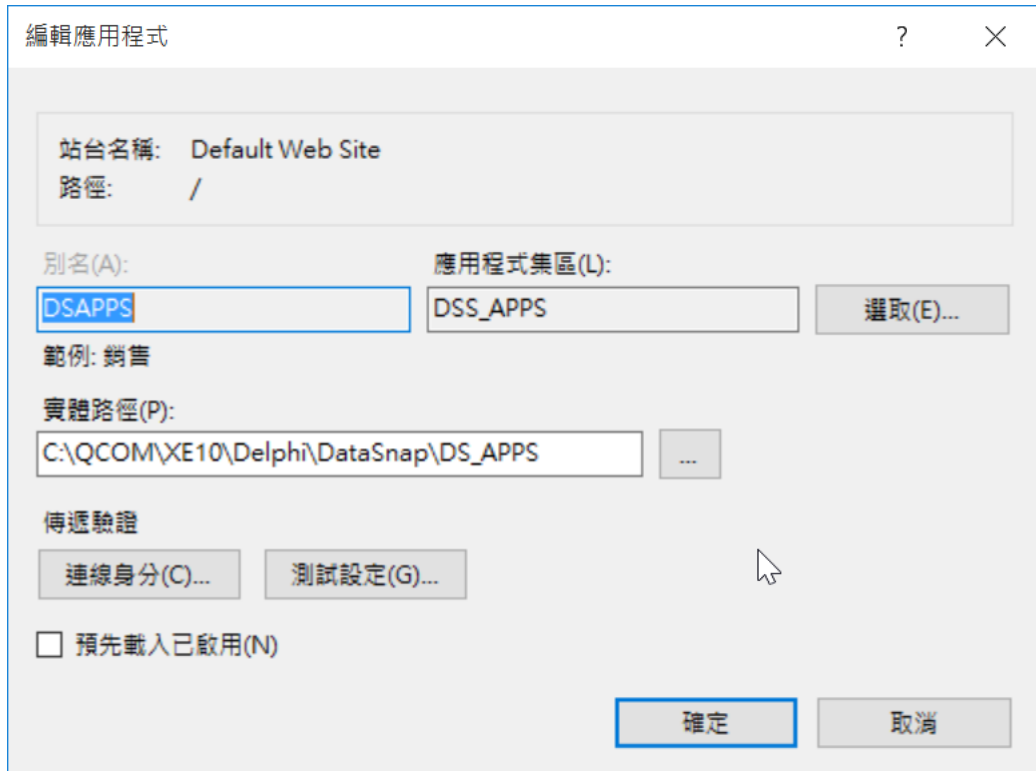 編輯應用程式
站台名稱: Default Web Site
路徑: /
別名(A): 應用程式集區(L):
DSAPPS DSS_APPS 選取(E)...
範例: 銷售
實體路徑(P):
C:\QCOM\XE10\Delphi\DataSnap\DS_APPS ...
傳遞驗證
連線身分(C)... 測試設定(G)...
預先載入已啟用(N)
確定 取消